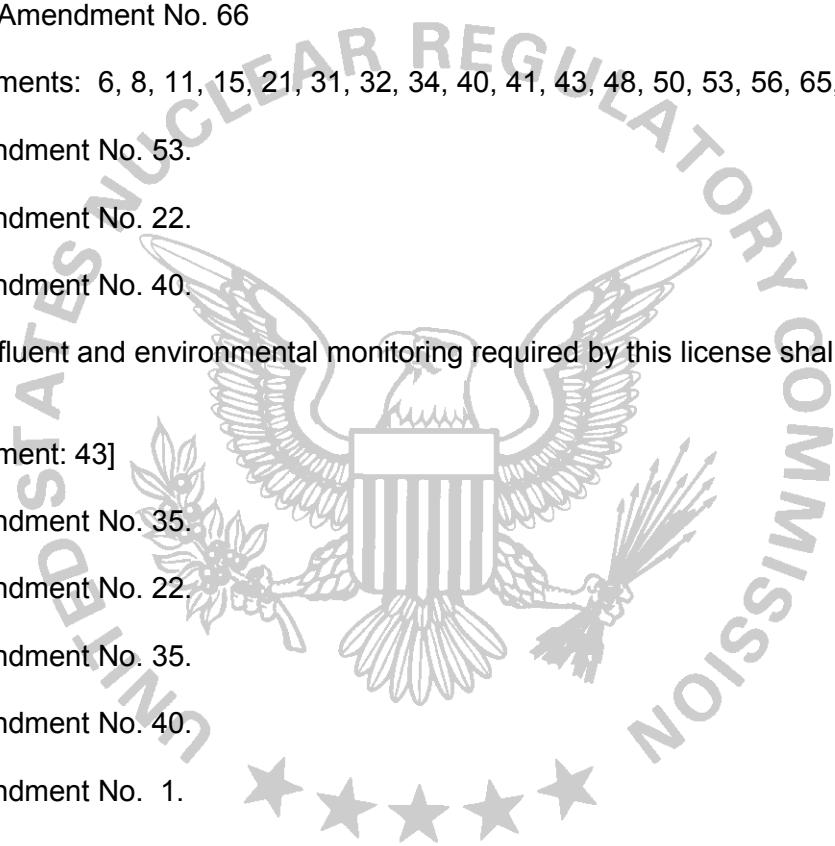 Amendment No. 66
ments: 6, 8, 11, 15, 21, 31, 32, 34, 40, 41, 43, 48, 50, 53, 56, 65,
ndment No. 53.
ndment No. 22.
ndment No. 40.
fluent and environmental monitoring required by this license shal
ment: 43]
ndment No. 35.
ndment No. 22.
ndment No. 35.
ndment No. 40.
ndment No. 1.
UNITED STATES NUCLEAR REGULATORY COMMISSION